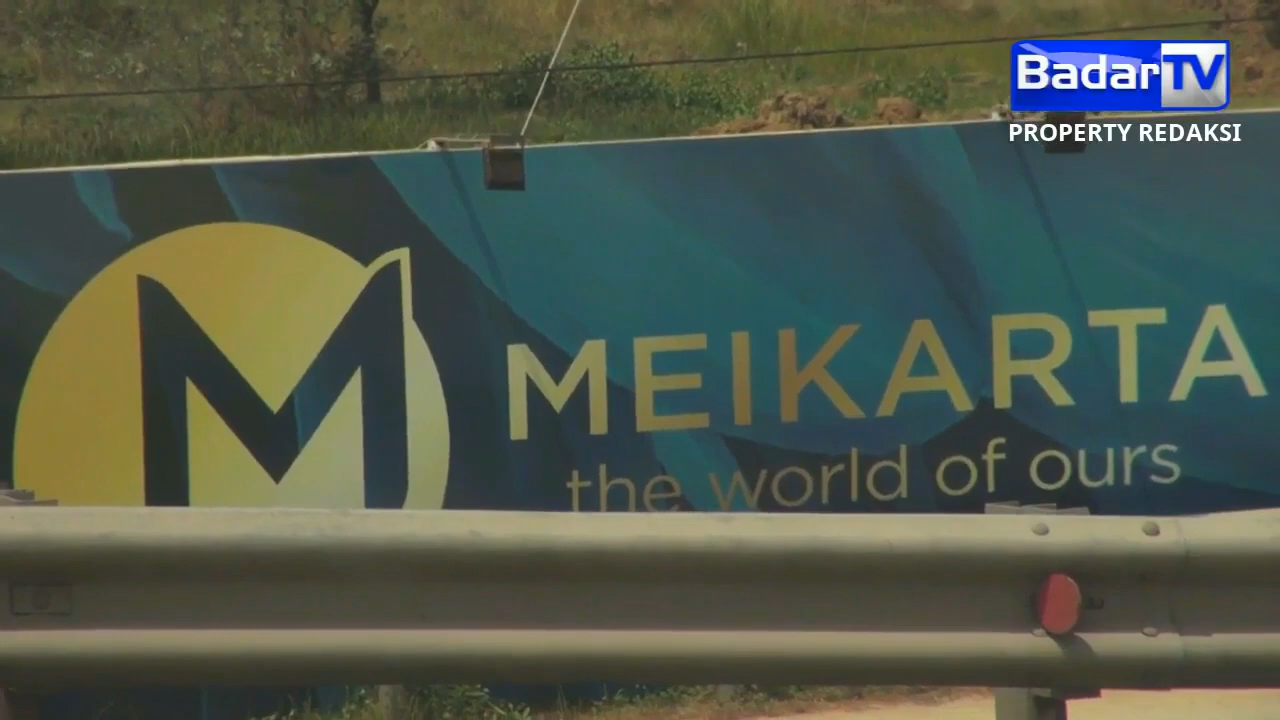 BadarTV
PROPERTY REDAKSI
M
MEIKARTA
the world of ours